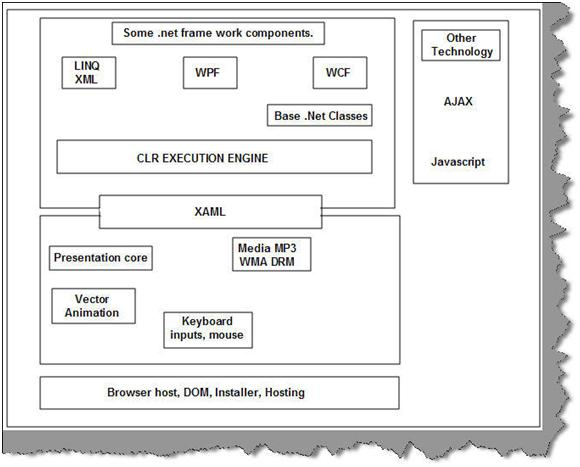 Some .net frame work components.
LINQ
XML
WPF
WCF
Base .Net Classes
CLR EXECUTION ENGINE
XAML
Presentation core
Media MP3
WMA DRM
Vector
Animation
Keyboard
inputs, mouse
Browser host, DOM, Installer, Hosting
Other
Technology
AJAX
Javascript